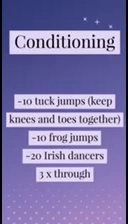 Conditioning
-10 tuck jumps (keep
knees and toes together)
-10 frog jumps
-20 Irish dancers
3 x through